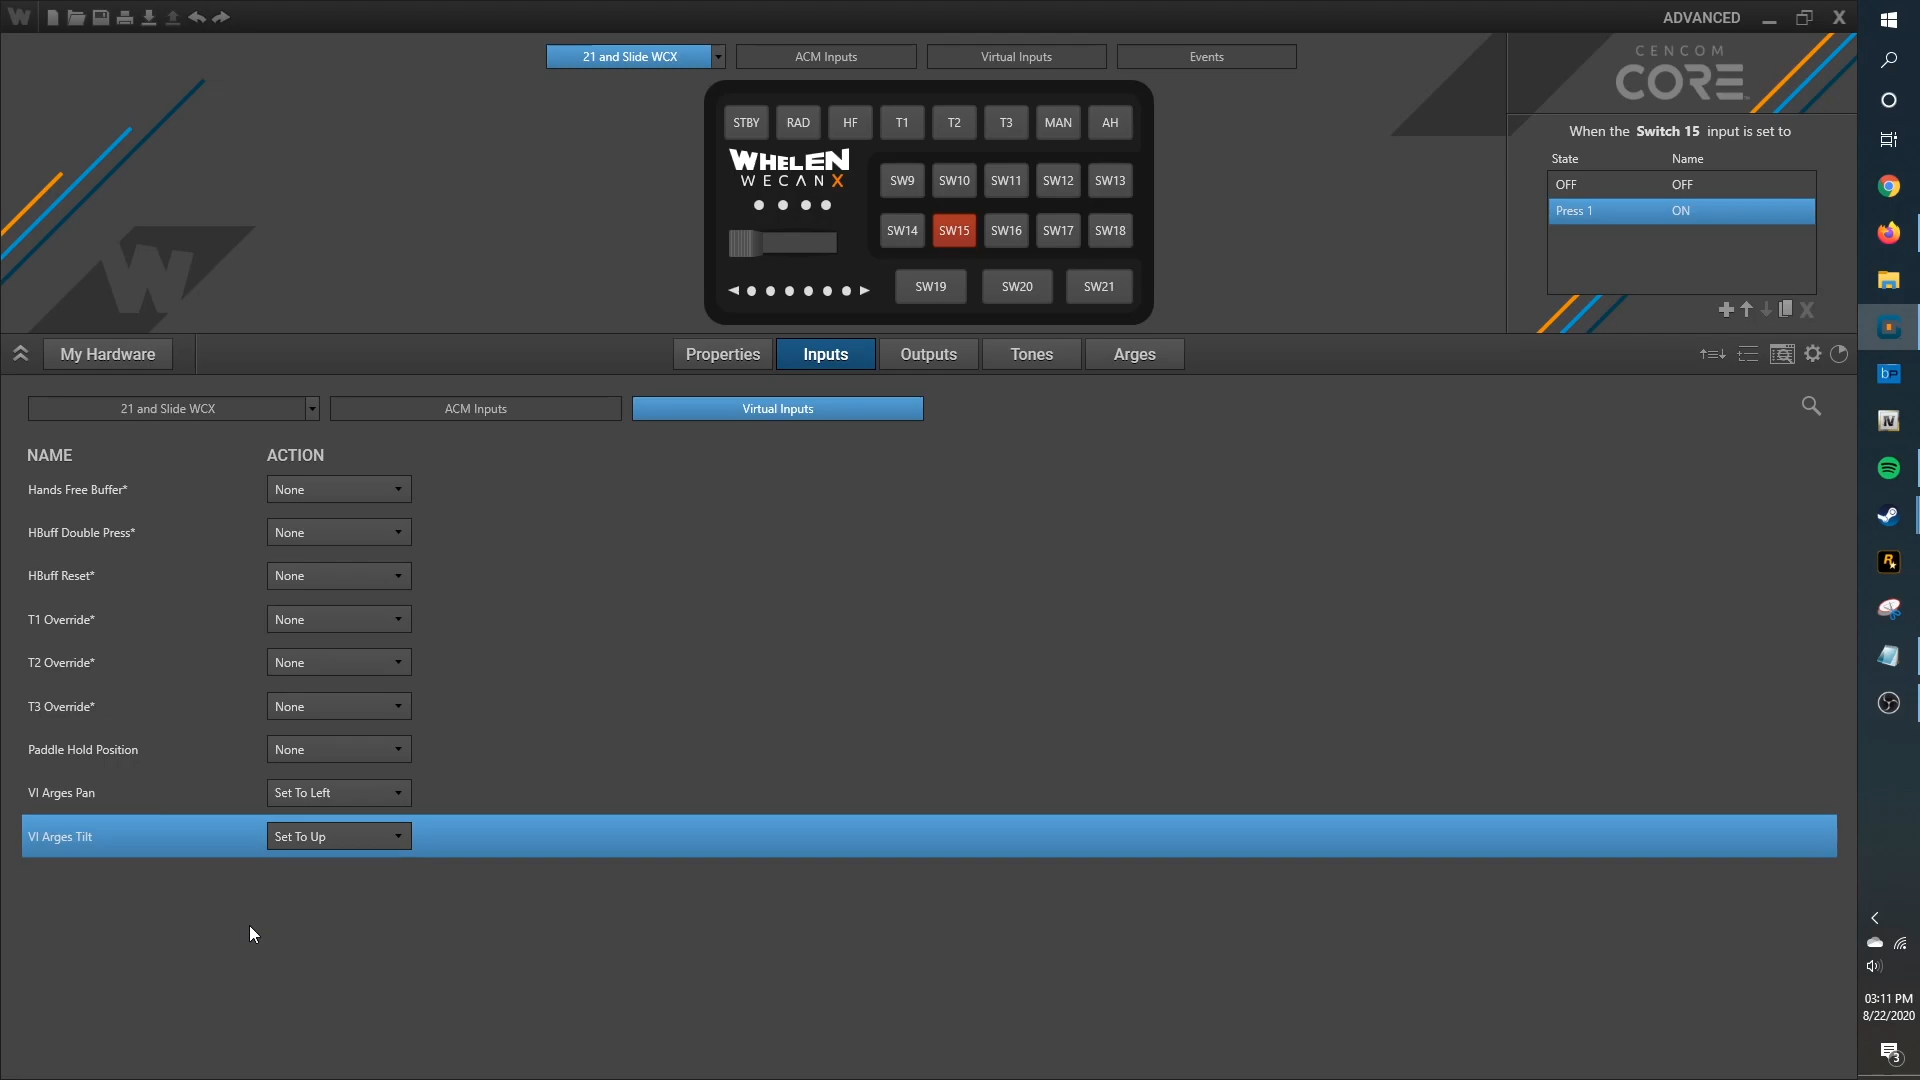 ADVANCED
X
21 and Slide WCX
ACM Inputs
Virtual Inputs
Events
CENCOM
CORE
STBY RAD HF T1 T2 T3 MAN AH
WHELEN
WECANX
SW9 SW10 SW11 SW12 SW13
SW14 SW15 SW16 SW17 SW18
SW19 SW20 SW21
When the Switch 15 input is set to
State Name
OFF OFF
Press 1 ON
My Hardware
Properties Inputs Outputs Tones Arges
21 and Slide WCX
ACM Inputs
Virtual Inputs
NAME ACTION
Hands Free Buffer* None
HBuff Double Press* None
HBuff Reset* None
T1 Override* None
T2 Override* None
T3 Override* None
Paddle Hold Position None
VI Arges Pan Set To Left
VI Arges Tilt Set To Up
bp
IV
R
03:11 PM
8/22/2020
3